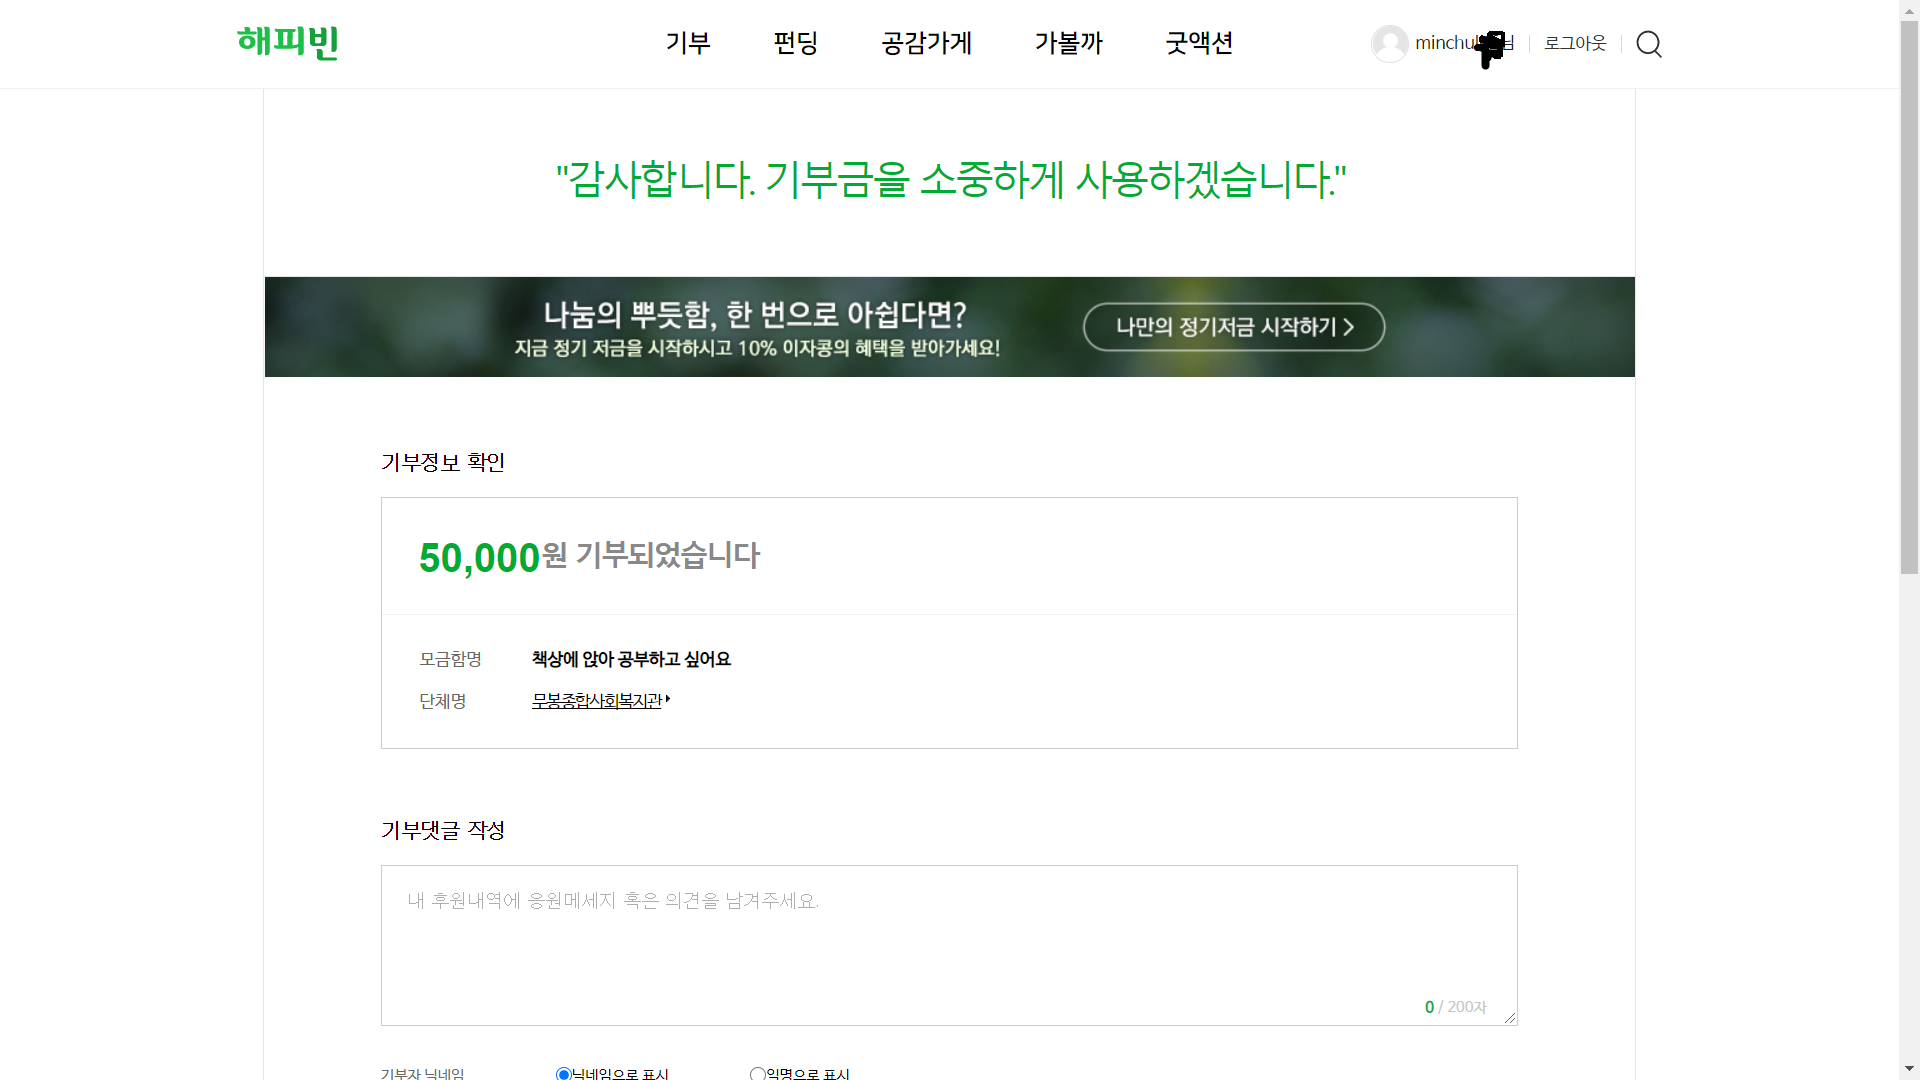 해피빈
기부
펀딩
공감가게
가볼까
굿액션
님
로그아웃
"감사합니다. 기부금을 소중하게 사용하겠습니다."
나눔의 뿌듯함, 한 번으로 아쉽다면?
지금 정기 저금을 시작하시고 10% 이자콩의 혜택을 받아가세요!
나만의 정기저금 시작하기 >
기부정보 확인
50,000원 기부되었습니다
모금함명 책상에 앉아 공부하고 싶어요
단체명 무봉종합사회복지관
기부댓글 작성
내 후원내역에 응원메세지 혹은 의견을 남겨주세요.
0 / 200자
기부자 닉네임 닉네임으로 표시 익명으로 표시